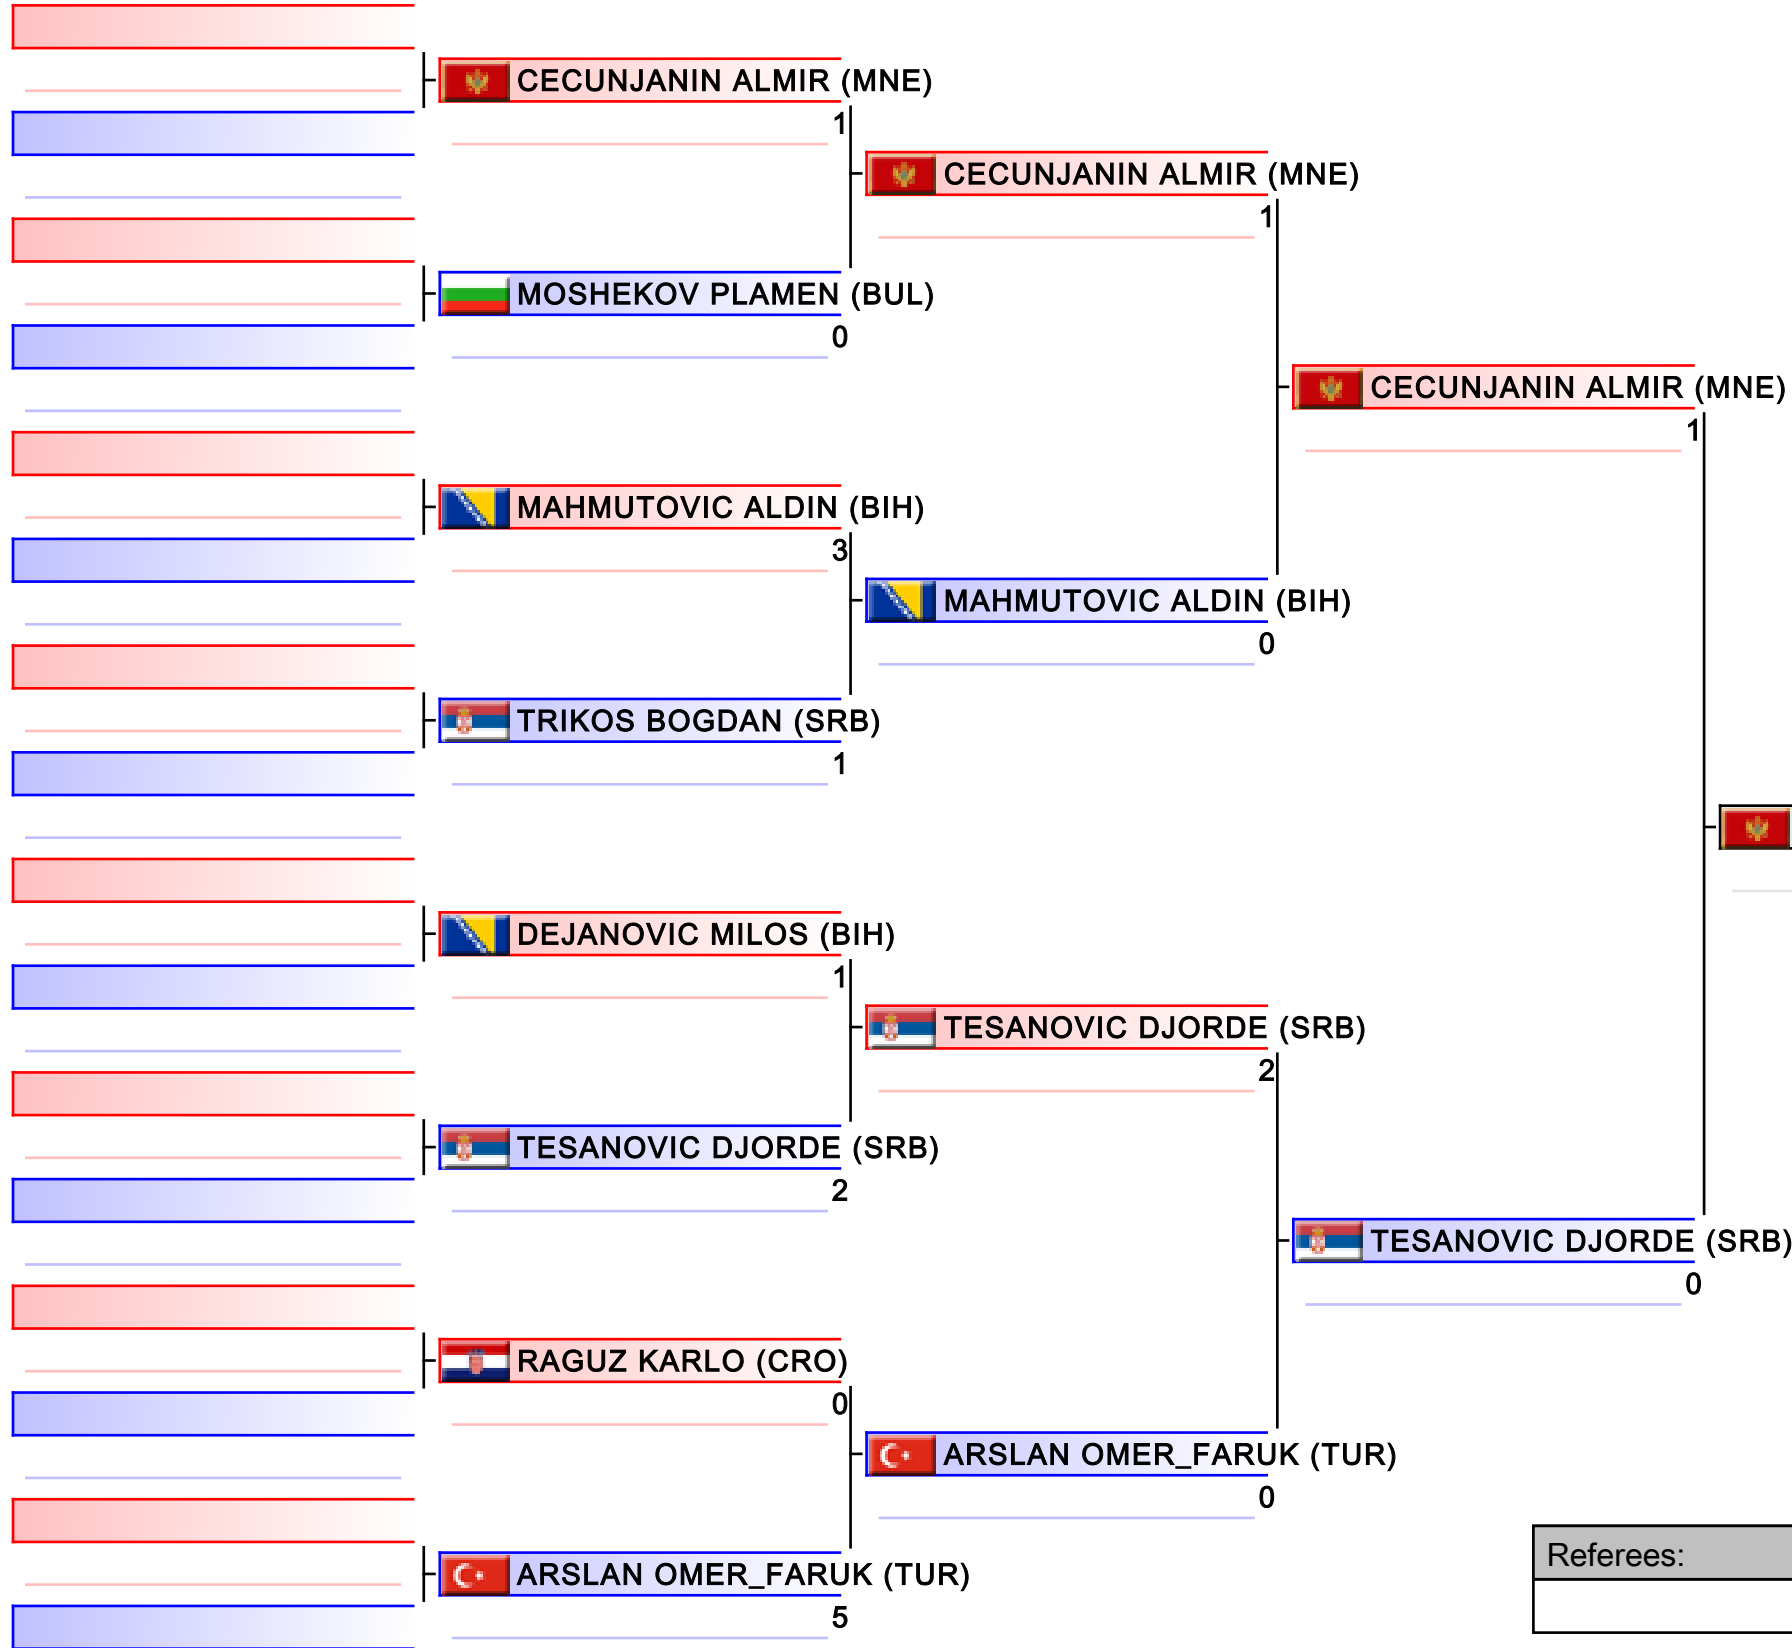 CECUNJANIN ALMIR (MNE)
1
MOSHEKOV PLAMEN (BUL)
0
MAHMUTOVIC ALDIN (BIH)
3
TRIKOS BOGDAN (SRB)
1
DEJANOVIC MILOS (BIH)
1
TESANOVIC DJORDE (SRB)
2
RAGUZ KARLO (CRO)
0
ARSLAN OMER_FARUK (TUR)
5
CECUNJANIN ALMIR (MNE)
1
MAHMUTOVIC ALDIN (BIH)
0
TESANOVIC DJORDE (SRB)
2
ARSLAN OMER_FARUK (TUR)
0
CECUNJANIN ALMIR (MNE)
1
TESANOVIC DJORDE (SRB)
0
Referees: